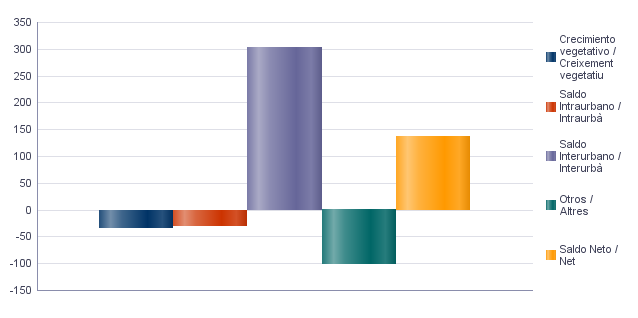 350
300
250
200
150
100
50
0
-50
-100
-150
Crecimiento
vegetativo /
Creixement
vegetatiu
Saldo
Intraurbano /
Intraurbà
Saldo
Interurbano /
Interurbà
Otros /
Altres
Saldo Neto /
Net